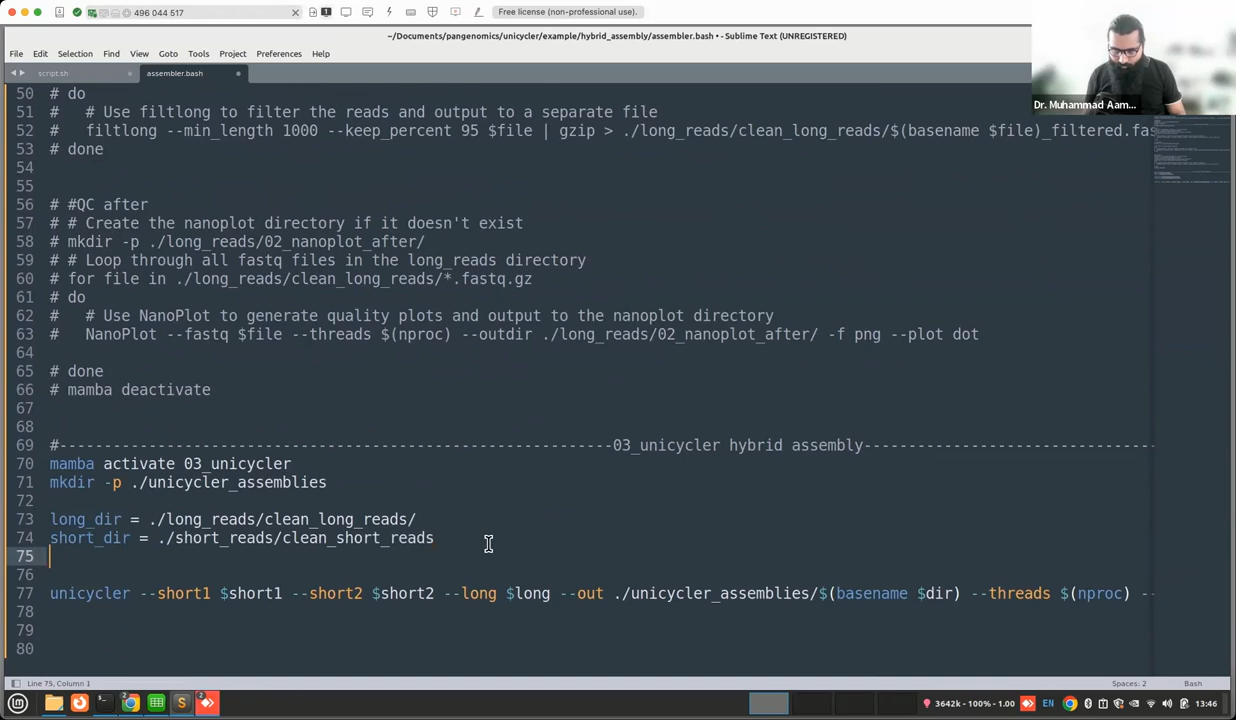 496 044 517
Free license (non-professional use).
~/Documents/pangenomics/unicycler/example/hybrid_assembly/assembler.bash • - Sublime Text (UNREGISTERED)
File Edit Selection Find View Goto Tools Project Preferences Help
script.sh
assembler.bash
Dr. Muhammad Aam...
50 # do
51 #   # Use filtlong to filter the reads and output to a separate file
52 #   filtlong --min_length 1000 --keep_percent 95 $file | gzip > ./long_reads/clean_long_reads/$(basename $file)_filtered.fas
53 # done
54
55
56 # #QC after
57 # # Create the nanoplot directory if it doesn't exist
58 # mkdir -p ./long_reads/02_nanoplot_after/
59 # # Loop through all fastq files in the long_reads directory
60 # for file in ./long_reads/clean_long_reads/*.fastq.gz
61 # do
62 #   # Use NanoPlot to generate quality plots and output to the nanoplot directory
63 #   NanoPlot --fastq $file --threads $(nproc) --outdir ./long_reads/02_nanoplot_after/ -f png --plot dot
64
65 # done
66 # mamba deactivate
67
68
69 #--------------------------------------------------------------03_unicycler hybrid assembly---------------------------------
70 mamba activate 03_unicycler
71 mkdir -p ./unicycler_assemblies
72
73 long_dir = ./long_reads/clean_long_reads/
74 short_dir = ./short_reads/clean_short_reads
75
76
77 unicycler --short1 $short1 --short2 $short2 --long $long --out ./unicycler_assemblies/$(basename $dir) --threads $(nproc) --
78
79
80
Line 75, Column 1
Spaces: 2
Bash
2
2
3642k - 100% - 1.00
EN
13:46